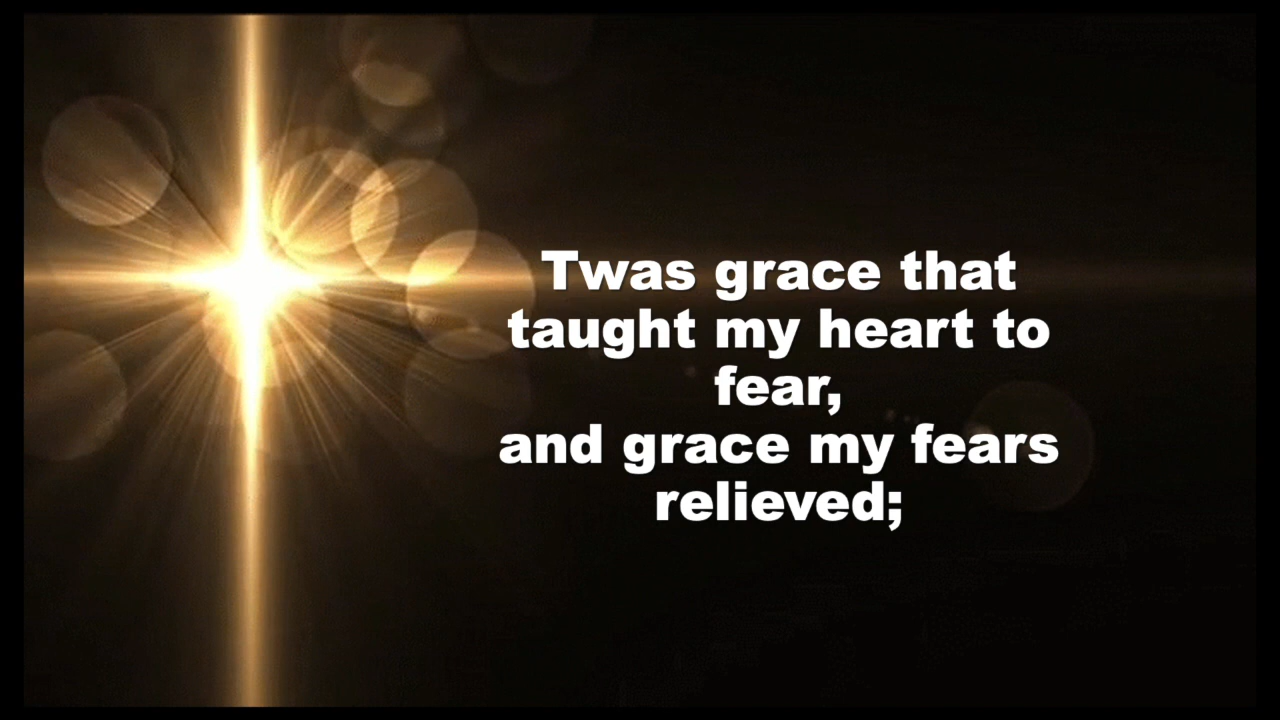 Twas grace that
taught my heart to
fear,
and grace my fears
relieved;